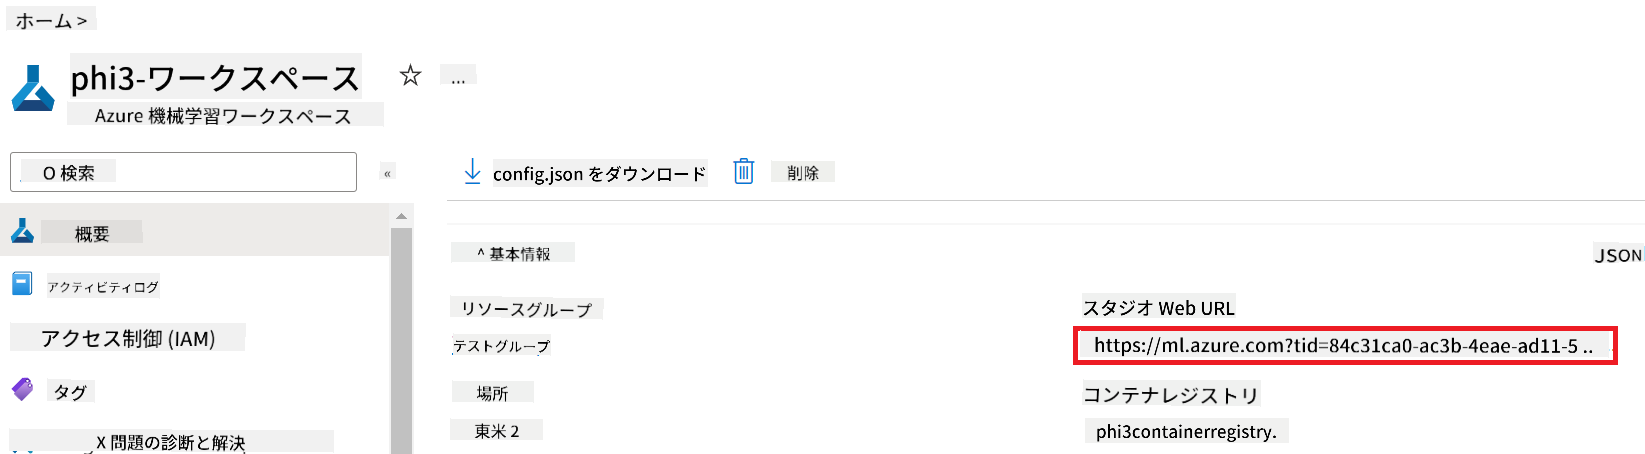 ホーム >
phi3-ワークスペース
...
Azure 機械学習ワークスペース
O 検索
«
config.json をダウンロード
削除
概要
アクティビティログ
アクセス制御 (IAM)
タグ
X 問題の診断と解決
^ 基本情報
JSON
リソースグループ
テストグループ
場所
東米 2
スタジオ Web URL
https://ml.azure.com?tid=84c31ca0-ac3b-4eae-ad11-5 ..
コンテナレジストリ
phi3containerregistry.